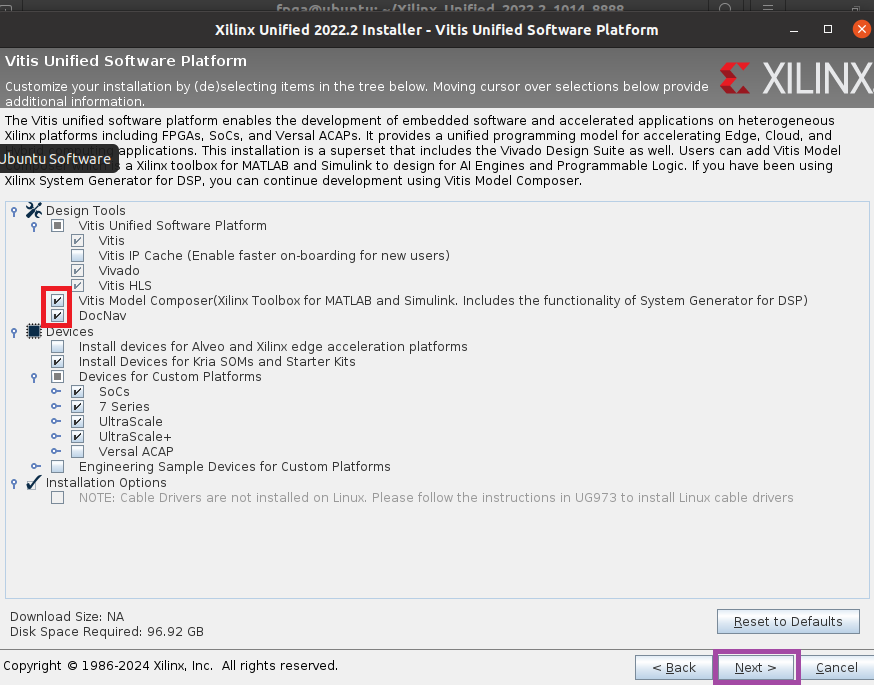 fpga@ubuntu: ~/Xilinx_Unified_2022.2_1014_8888
Xilinx Unified 2022.2 Installer - Vitis Unified Software Platform
Vitis Unified Software Platform
Customize your installation by (de)selecting items in the tree below. Moving cursor over selections below provide
additional information.
XILINX
The Vitis unified software platform enables the development of embedded software and accelerated applications on heterogeneous
Xilinx platforms including FPGAs, SoCs, and Versal ACAPs. It provides a unified programming model for accelerating Edge, Cloud, and
computing applications. This installation is a superset that includes the Vivado Design Suite as well. Users can add Vitis Model
Ubuntu Software
a Xilinx toolbox for MATLAB and Simulink to design for AI Engines and Programmable Logic. If you have been using
Xilinx System Generator for DSP, you can continue development using Vitis Model Composer.
Design Tools
Vitis Unified Software Platform
Vitis
Vitis IP Cache (Enable faster on-boarding for new users)
Vivado
Vitis HLS
Vitis Model Composer(Xilinx Toolbox for MATLAB and Simulink. Includes the functionality of System Generator for DSP)
DocNav
Devices
Install devices for Alveo and Xilinx edge acceleration platforms
Install Devices for Kria SOMs and Starter Kits
Devices for Custom Platforms
SoCs
7 Series
UltraScale
UltraScale+
Versal ACAP
Engineering Sample Devices for Custom Platforms
Installation Options
NOTE: Cable Drivers are not installed on Linux. Please follow the instructions in UG973 to install Linux cable drivers
Download Size: NA
Disk Space Required: 96.92 GB
Reset to Defaults
Copyright © 1986-2024 Xilinx, Inc. All rights reserved.
< Back
Next >
Cancel